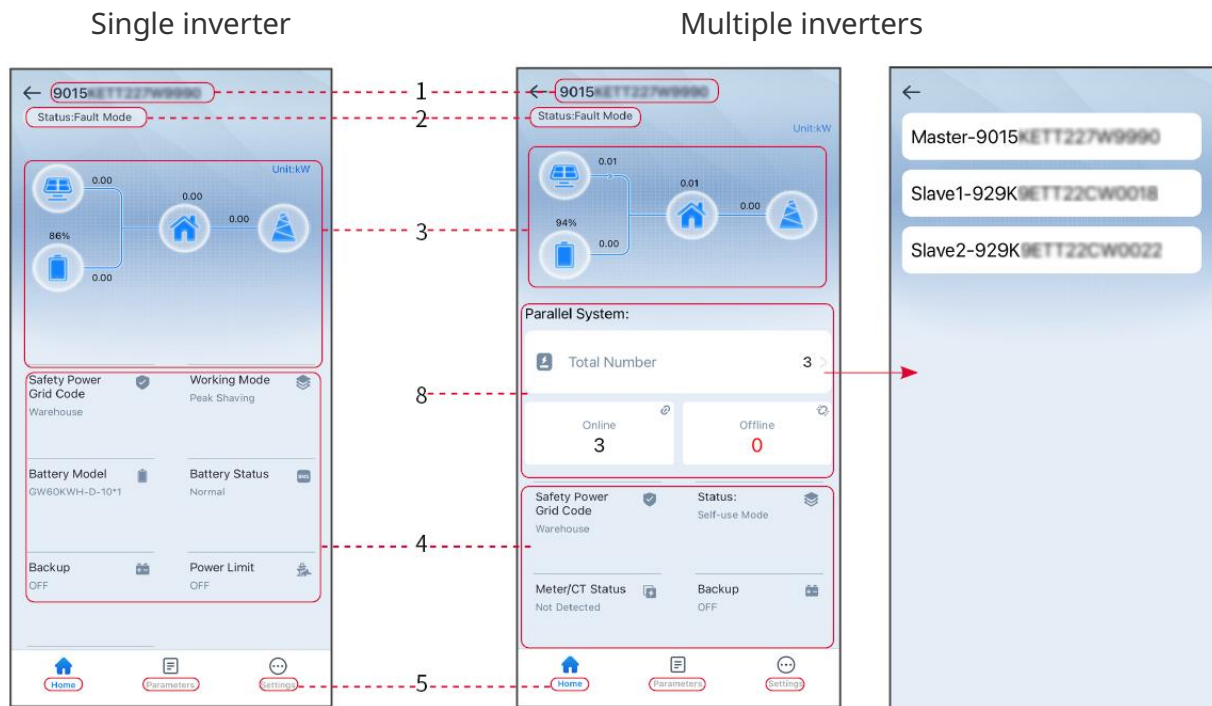 Single inverter
Multiple inverters
1
2
3
8
4
5
9015
Status:Fault Mode
Unit:kW
0.00
0.00
0.00
86%
0.00
Safety Power
Grid Code
Warehouse
Working Mode
Peak Shaving
Battery Model
GW60KWH-D-10*1
Battery Status
Normal
Backup
OFF
Power Limit
OFF
Home
Parameters
Settings
9015
Status:Fault Mode
Unit:kW
0.01
0.01
0.00
94%
0.00
Parallel System:
Total Number
3
Online
3
Offline
0
Safety Power
Grid Code
Warehouse
Status:
Self-use Mode
Meter/CT Status
Not Detected
Backup
OFF
Home
Parameters
Settings
Master-9015
Slave1-929K
Slave2-929K